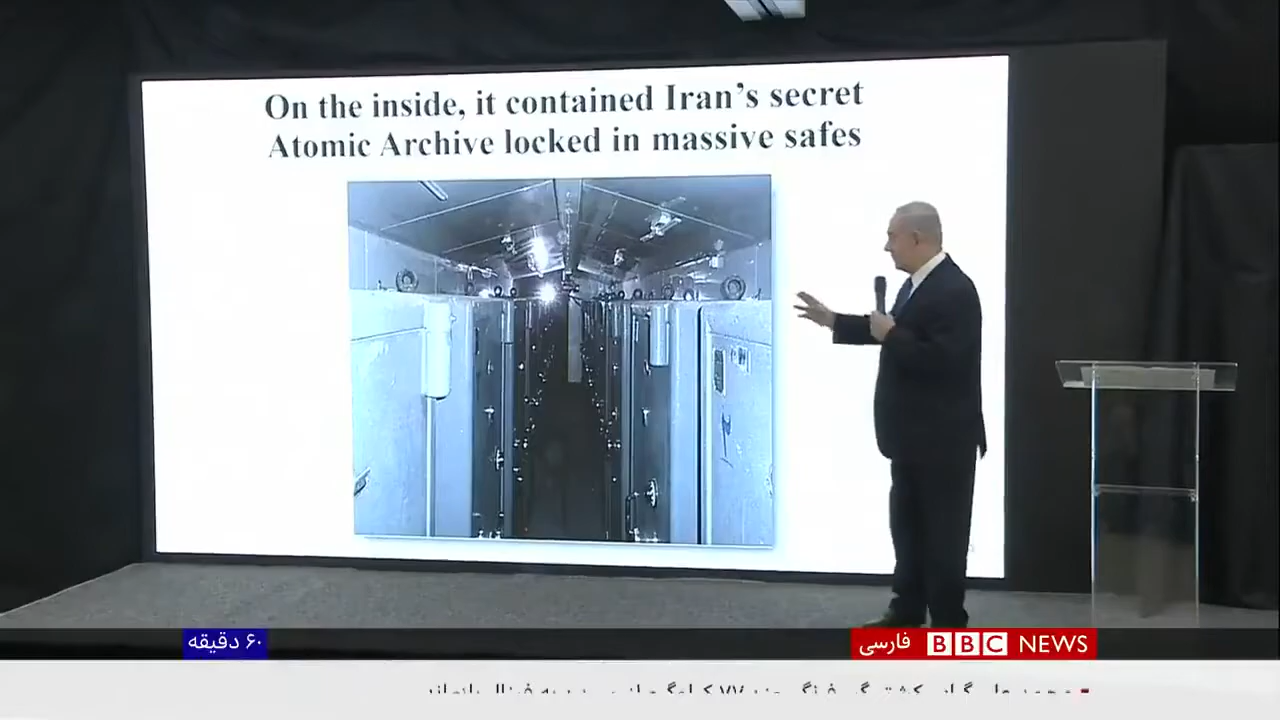 On the inside, it contained Iran's secret
Atomic Archive locked in massive safes
۶۰ دقیقه
BBC NEWS فارسی